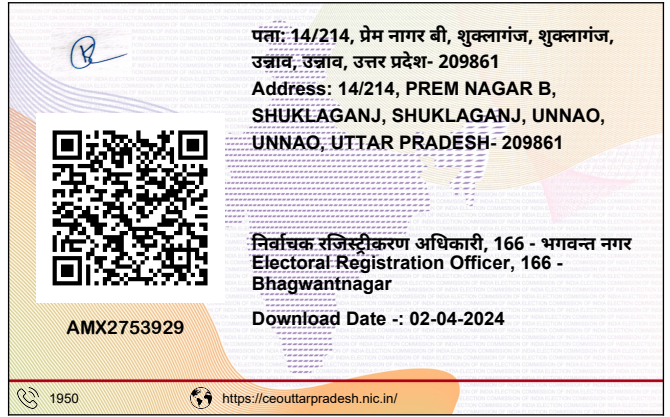 पता: 14/214, प्रेम नागर बी, शुक्लागंज, शुक्लागंज,
उन्नाव, उन्नाव, उत्तर प्रदेश- 209861
Address: 14/214, PREM NAGAR B,
SHUKLAGANJ, SHUKLAGANJ, UNNAO,
UNNAO, UTTAR PRADESH- 209861
निर्वाचक रजिस्ट्रीकरण अधिकारी, 166 - भगवन्त नगर
Electoral Registration Officer, 166 -
Bhagwantnagar
AMX2753929
Download Date -: 02-04-2024
1950
https://ceouttarpradesh.nic.in/